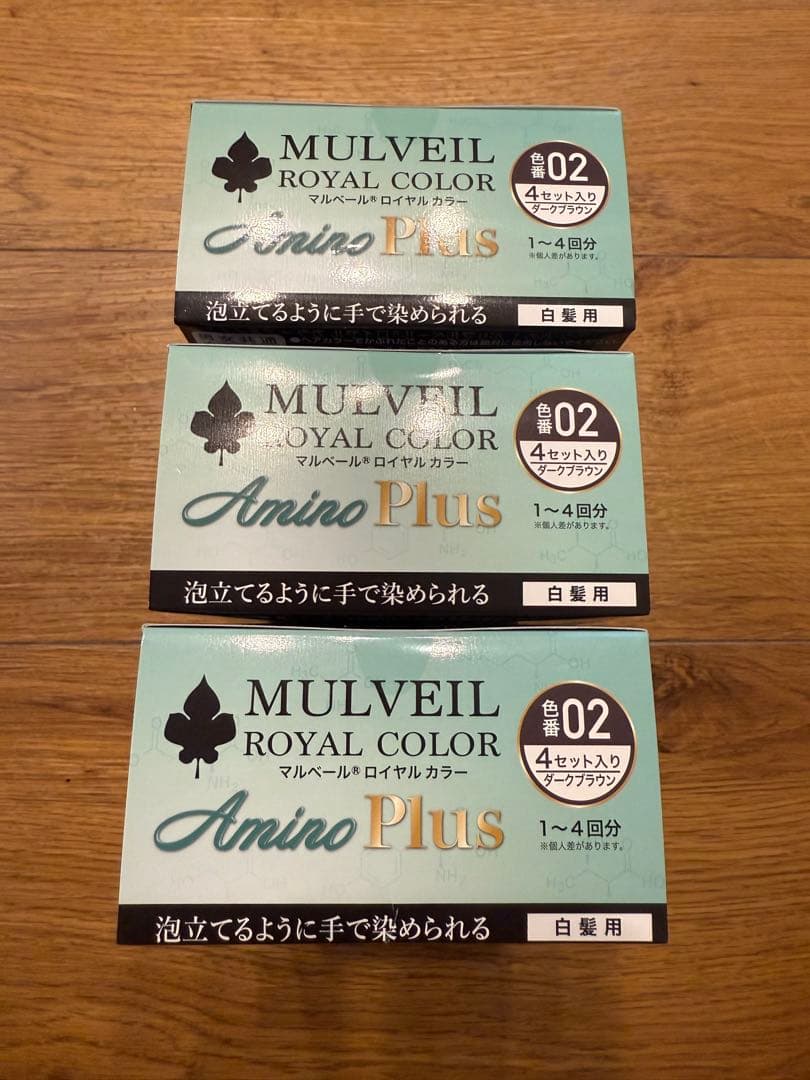 MULVEIL
ROYAL COLOR
マルベール® ロイヤル カラー
Amino Plus
色番 02
4セット入り
ダークブラウン
1〜4回分
※個人差があります。
泡立てるように手で染められる
白髪用
MULVEIL
ROYAL COLOR
マルベール® ロイヤル カラー
Amino Plus
色番 02
4セット入り
ダークブラウン
1〜4回分
※個人差があります。
泡立てるように手で染められる
白髪用
MULVEIL
ROYAL COLOR
マルベール® ロイヤル カラー
Amino Plus
色番 02
4セット入り
ダークブラウン
1〜4回分
※個人差があります。
泡立てるように手で染められる
白髪用